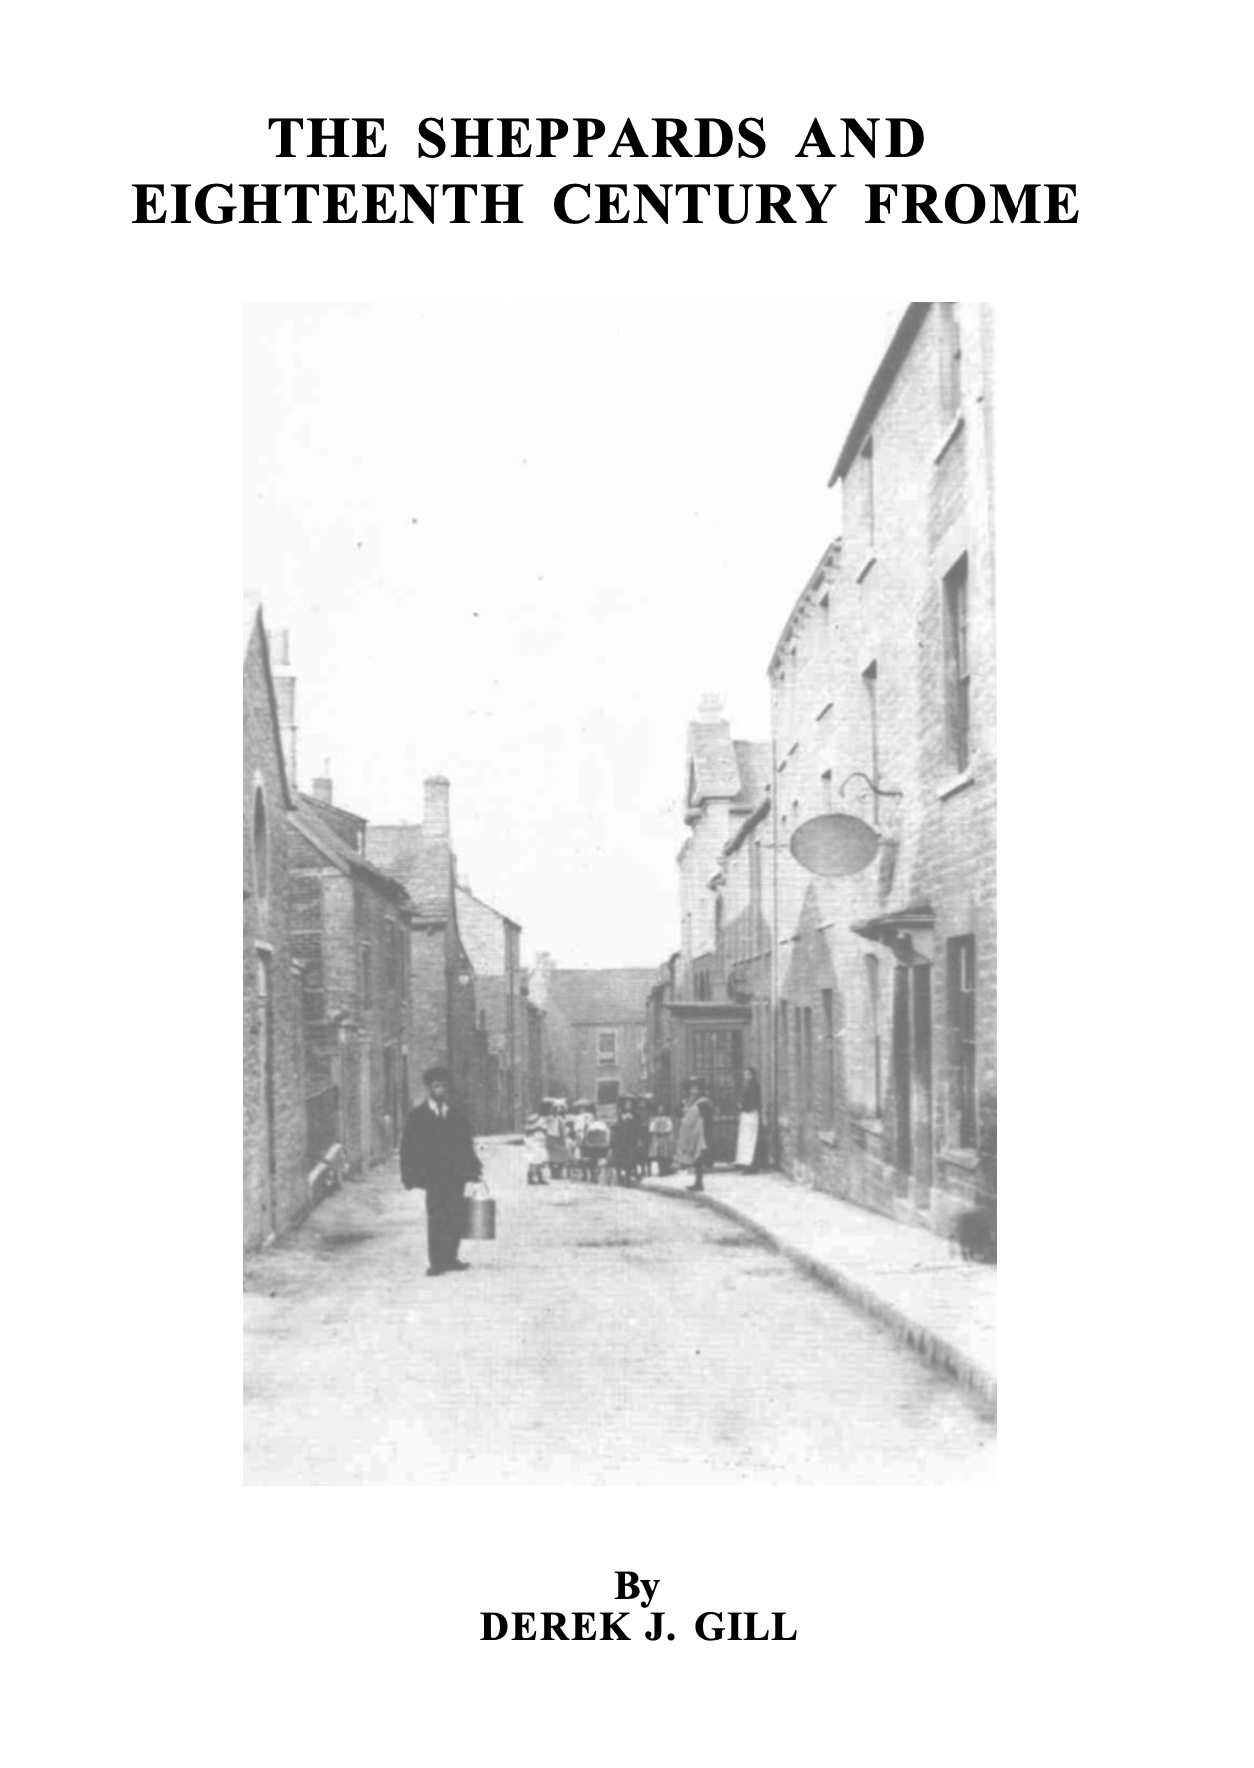 THE SHEPPARDS AND
EIGHTEENTH CENTURY FROME
By
DEREK J. GILL